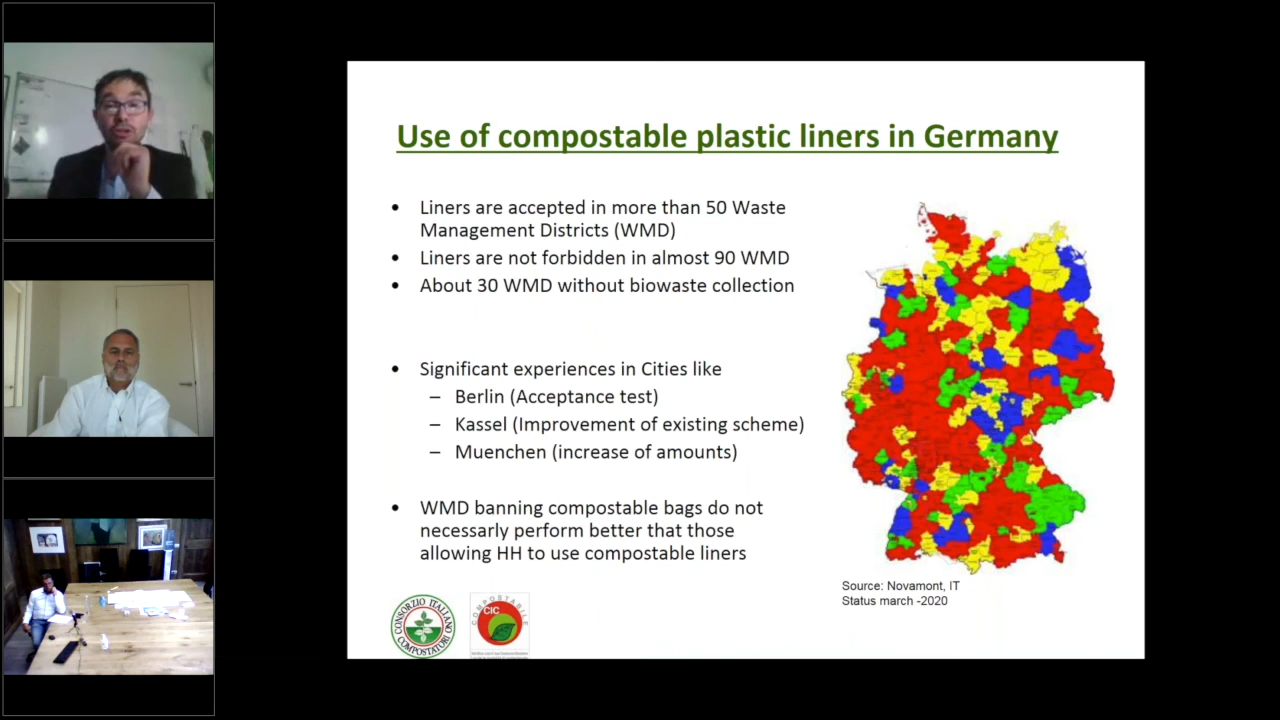 Use of compostable plastic liners in Germany
• Liners are accepted in more than 50 Waste
Management Districts (WMD)
• Liners are not forbidden in almost 90 WMD
• About 30 WMD without biowaste collection
• Significant experiences in Cities like
– Berlin (Acceptance test)
– Kassel (Improvement of existing scheme)
– Muenchen (increase of amounts)
• WMD banning compostable bags do not
necessarly perform better that those
allowing HH to use compostable liners
Source: Novamont, IT
Status march -2020
CONSORZIO ITALIANO
COMPOSTATORI
COMPOSTABILE
CIC